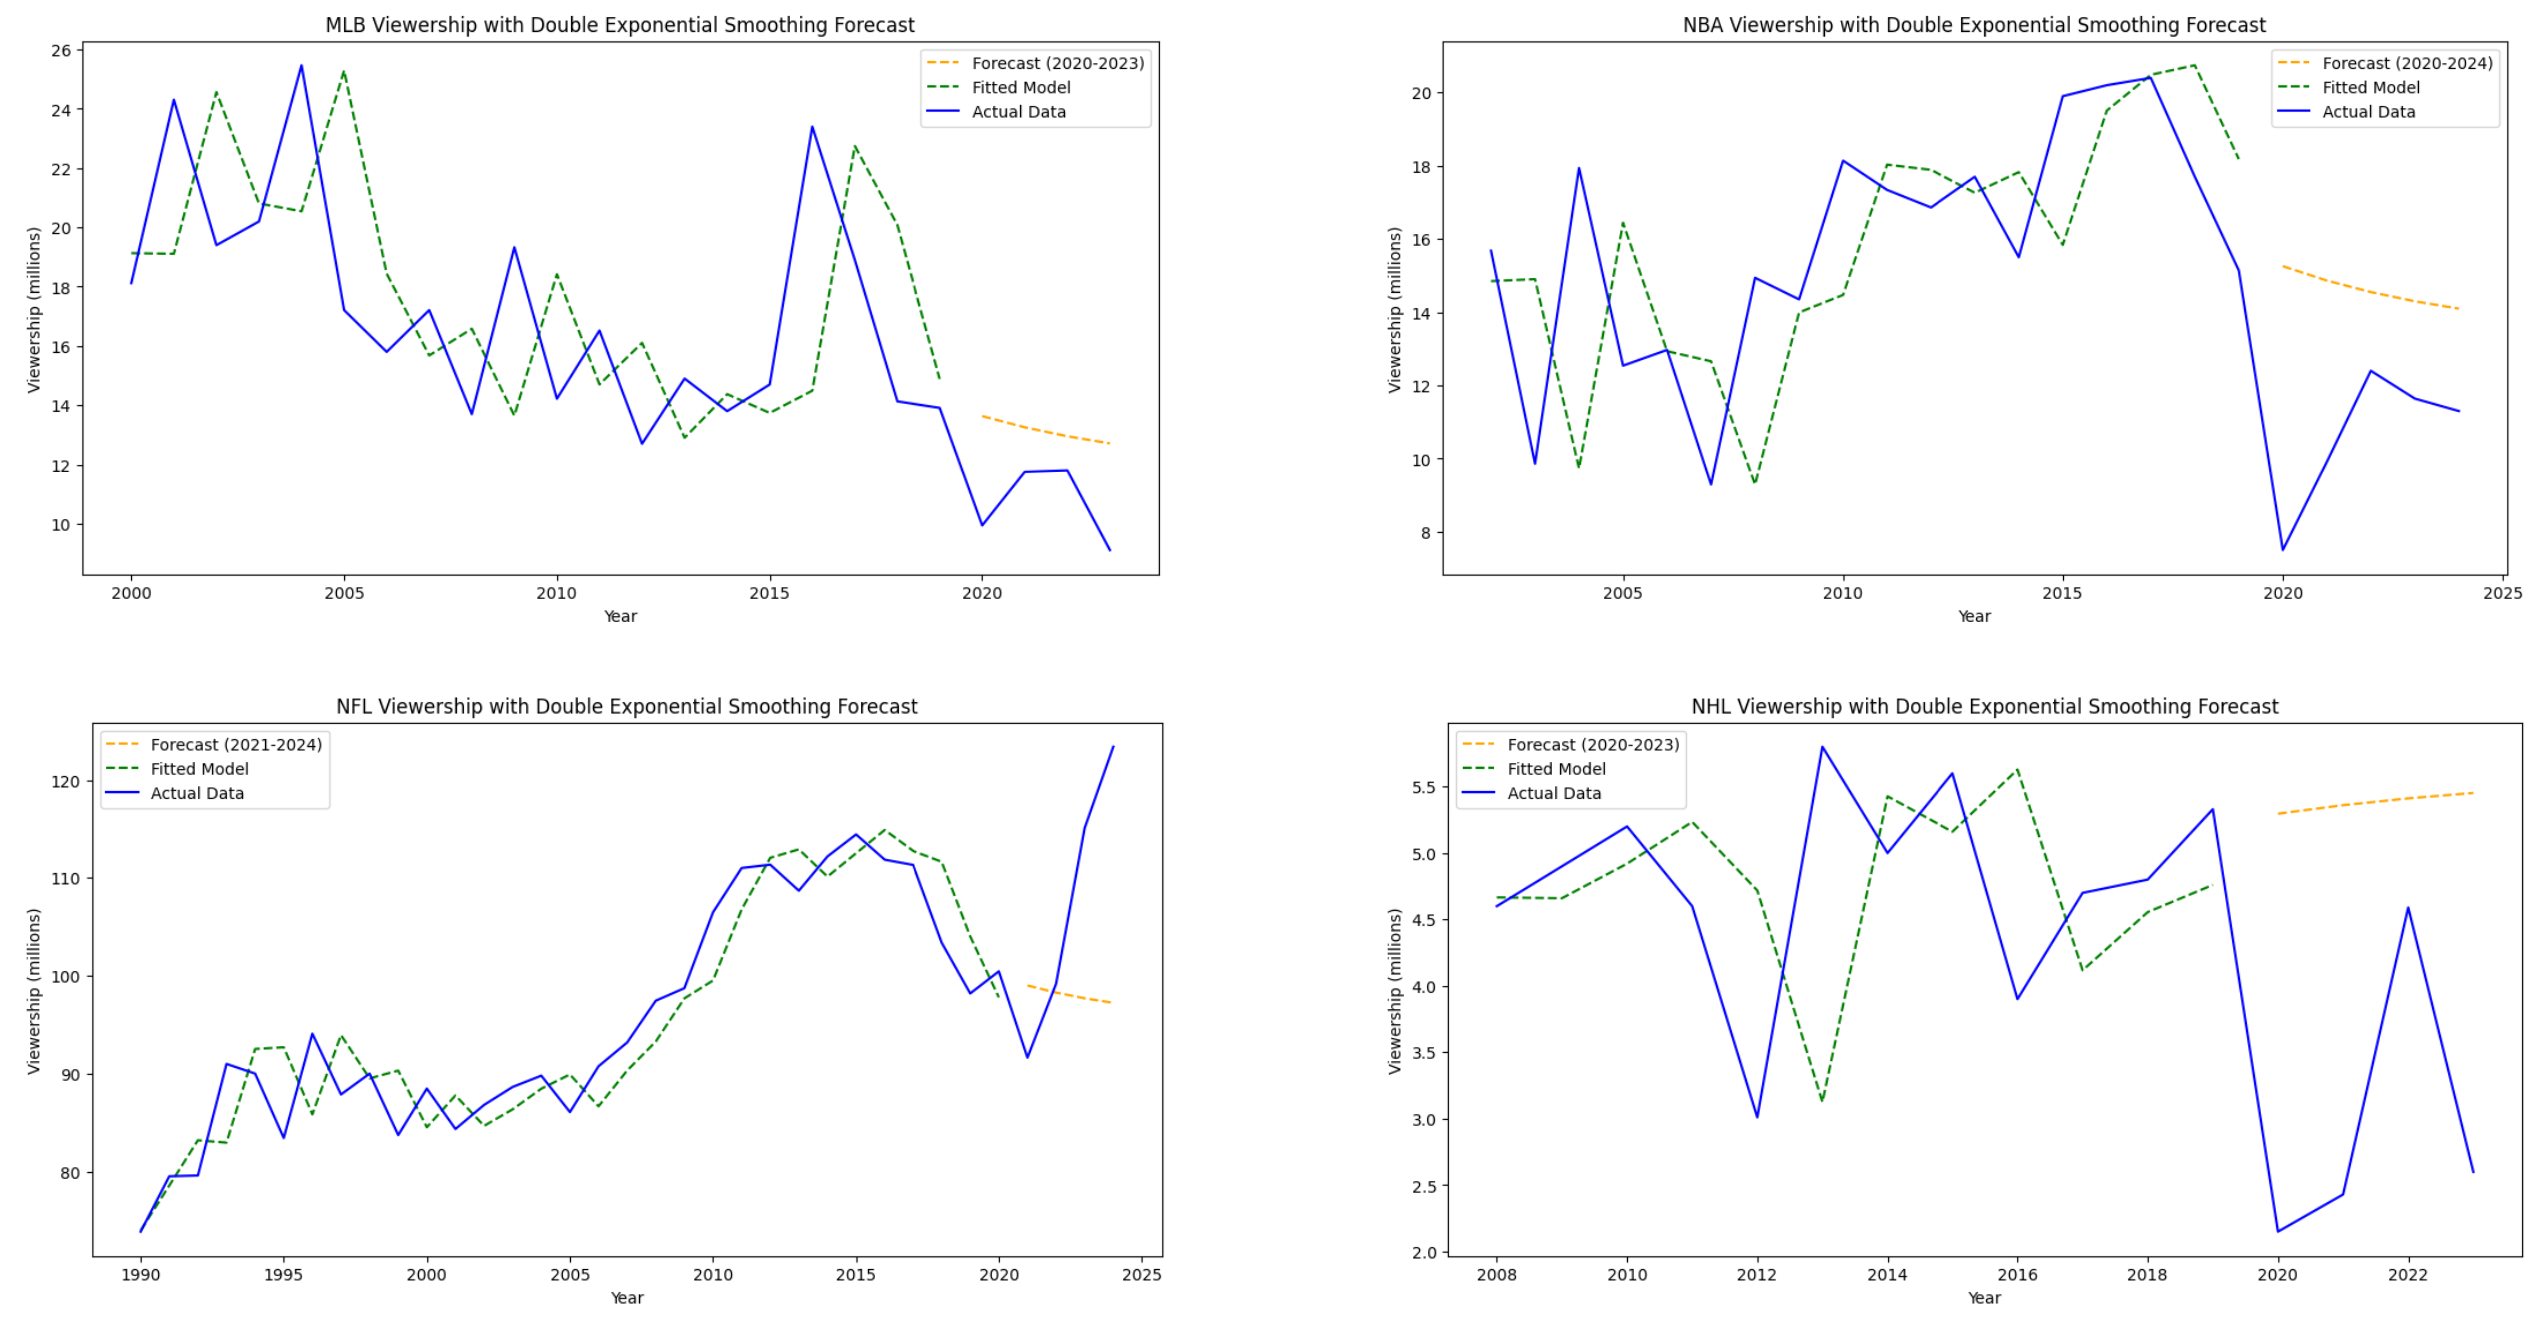 MLB Viewership with Double Exponential Smoothing Forecast
26
24
22
20
18
16
14
12
10
Viewership (millions)
Forecast (2020-2023)
Fitted Model
Actual Data
2000 2005 2010 2015 2020
Year
NBA Viewership with Double Exponential Smoothing Forecast
20
18
16
14
12
10
8
Viewership (millions)
Forecast (2020-2024)
Fitted Model
Actual Data
2005 2010 2015 2020 2025
Year
NFL Viewership with Double Exponential Smoothing Forecast
120
110
100
90
80
Viewership (millions)
Forecast (2021-2024)
Fitted Model
Actual Data
1990 1995 2000 2005 2010 2015 2020 2025
Year
NHL Viewership with Double Exponential Smoothing Forecast
5.5
5.0
4.5
4.0
3.5
3.0
2.5
2.0
Viewership (millions)
Forecast (2020-2023)
Fitted Model
Actual Data
2008 2010 2012 2014 2016 2018 2020 2022
Year